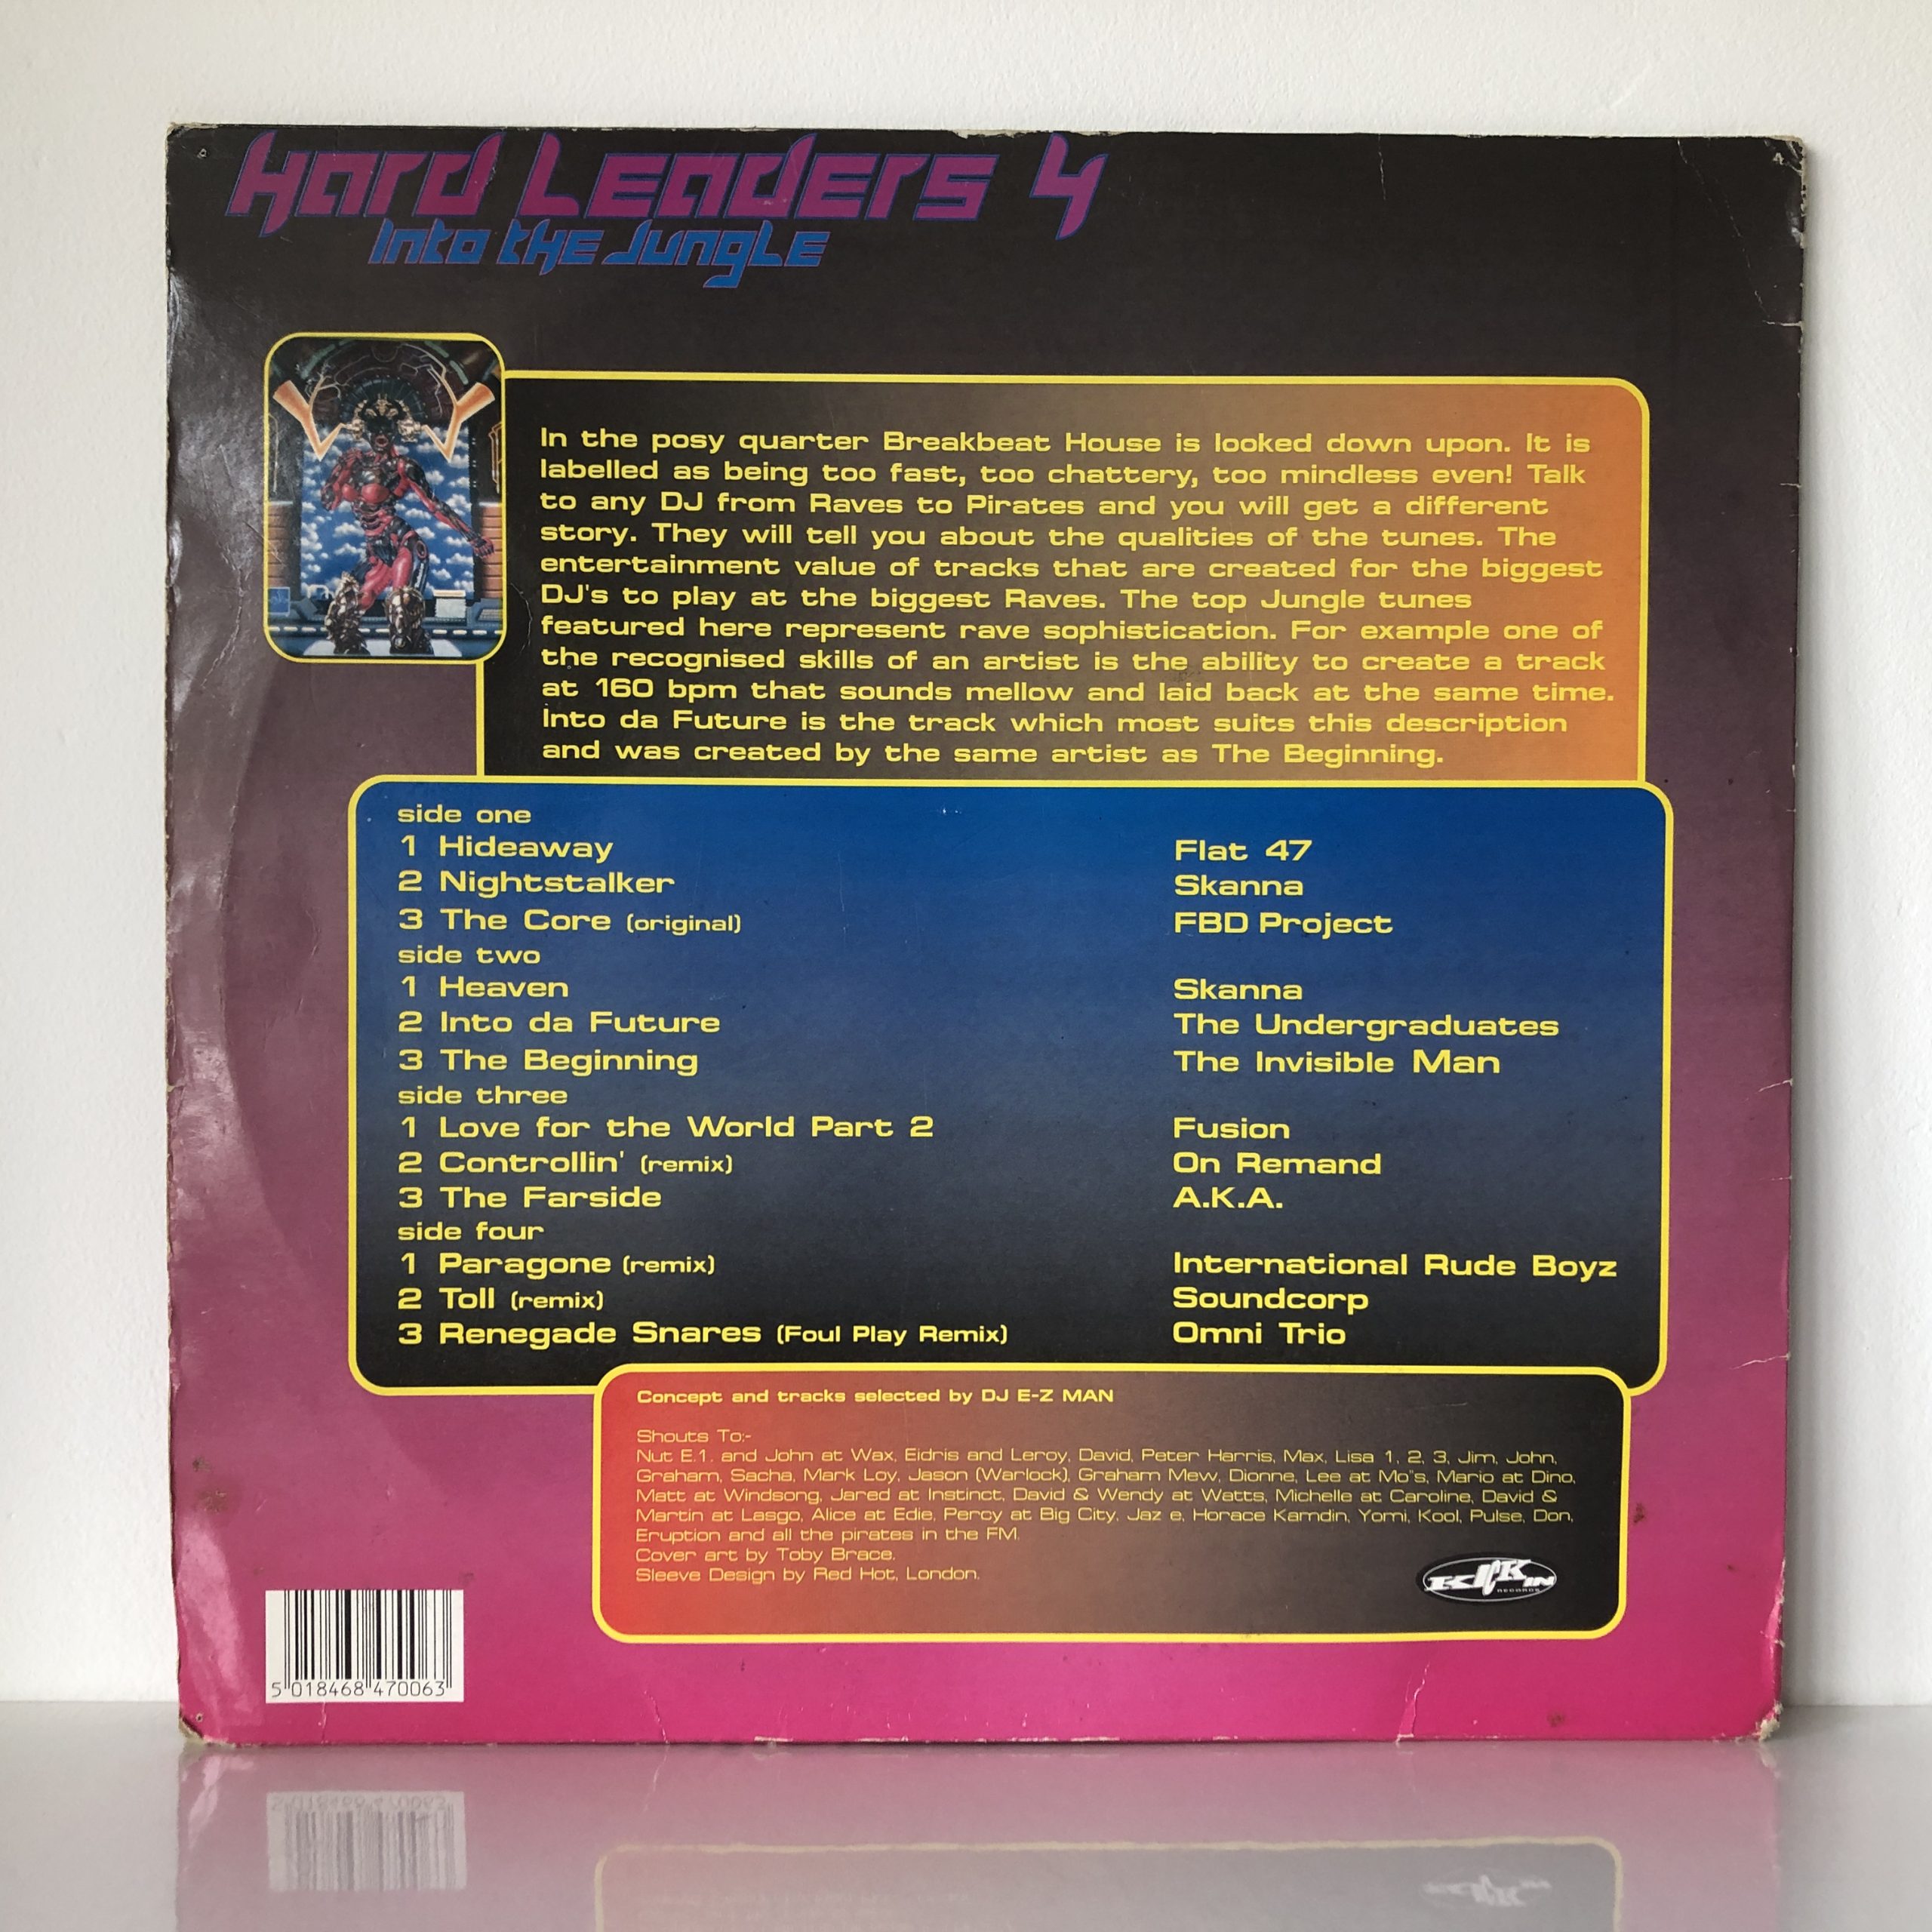 Hard Leaders 4
Into the Jungle
In the posy quarter Breakbeat House is looked down upon. It is
labelled as being too fast, too chattery, too mindless even! Talk
to any DJ from Raves to Pirates and you will get a different
story. They will tell you about the qualities of the tunes. The
entertainment value of tracks that are created for the biggest
DJ's to play at the biggest Raves. The top Jungle tunes
featured here represent rave sophistication. For example one of
the recognised skills of an artist is the ability to create a track
at 160 bpm that sounds mellow and laid back at the same time.
Into da Future is the track which most suits this description
and was created by the same artist as The Beginning.
side one
1 Hideaway Flat 47
2 Nightstalker Skanna
3 The Core (original) FBD Project
side two
1 Heaven Skanna
2 Into da Future The Undergraduates
3 The Beginning The Invisible Man
side three
1 Love for the World Part 2 Fusion
2 Controllin' (remix) On Remand
3 The Farside A.K.A.
side four
1 Paragone (remix) International Rude Boyz
2 Toll (remix) Soundcorp
3 Renegade Snares (Foul Play Remix) Omni Trio
Concept and tracks selected by DJ E-Z MAN
Shouts To:-
Nut E.1. and John at Wax, Eidris and Leroy, David, Peter Harris, Max, Lisa 1, 2, 3, Jim, John,
Graham, Sacha, Mark Loy, Jason (Warlock), Graham Mew, Dionne, Lee at Mo"s, Mario at Dino,
Matt at Windsong, Jared at Instinct, David & Wendy at Watts, Michelle at Caroline, David &
Martin at Lasgo, Alice at Edie, Percy at Big City, Jaz e, Horace Kamdin, Yomi, Kool, Pulse, Don,
Eruption and all the pirates in the FM.
Cover art by Toby Brace.
Sleeve Design by Red Hot, London.
KICKIN
RECORDS
5 018468 470063